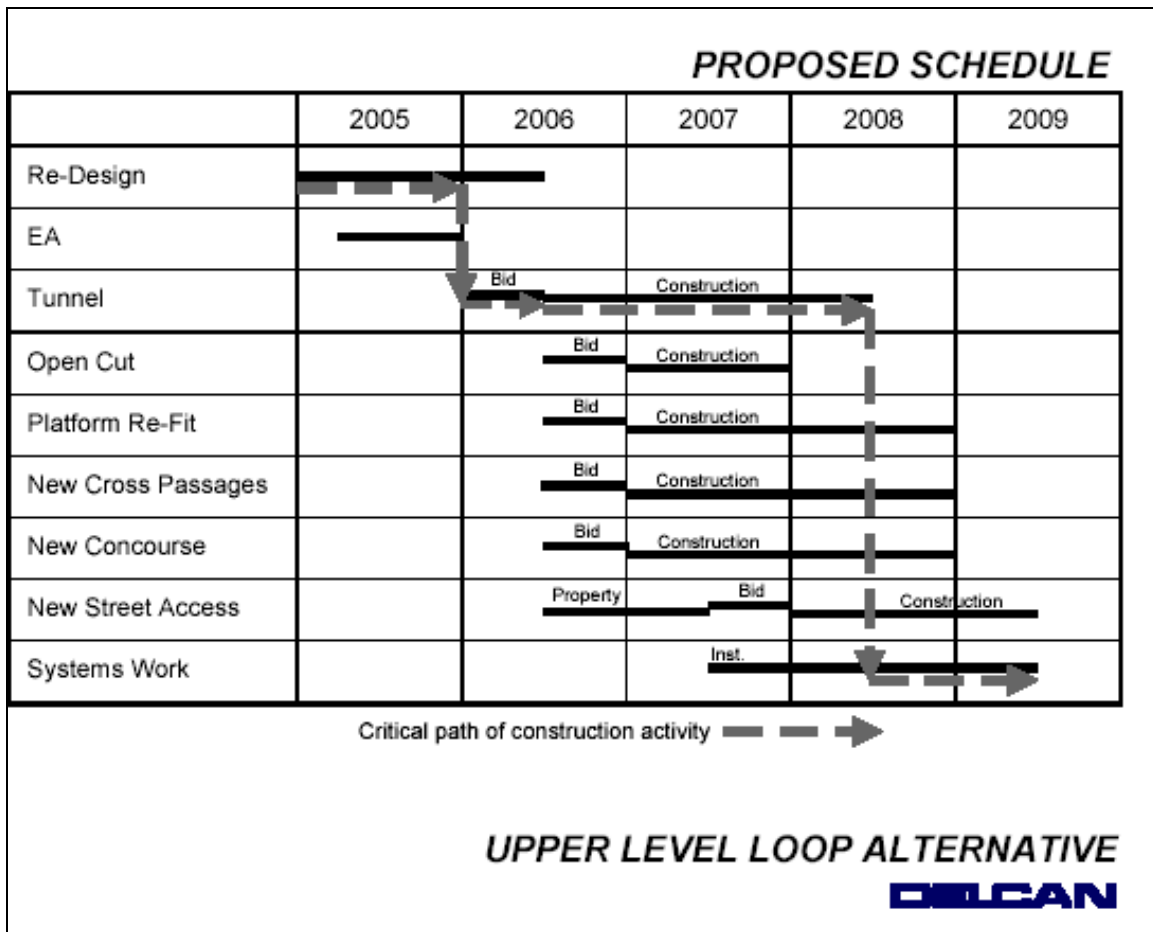 PROPOSED SCHEDULE
2005 2006 2007 2008 2009
Re-Design
EA
Tunnel Bid Construction
Open Cut Bid Construction
Platform Re-Fit Bid Construction
New Cross Passages Bid Construction
New Concourse Bid Construction
New Street Access Property Bid Construction
Systems Work Inst.
Critical path of construction activity
UPPER LEVEL LOOP ALTERNATIVE
DELCAN